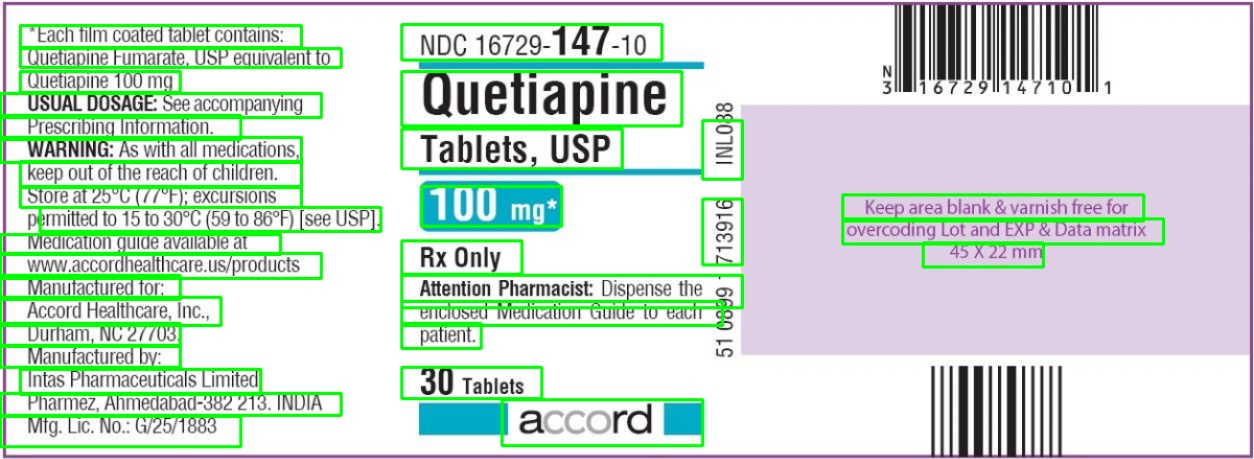 *Each film coated tablet contains:
Quetiapine Fumarate, USP equivalent to
Quetiapine 100 mg
USUAL DOSAGE: See accompanying
Prescribing Information.
WARNING: As with all medications,
keep out of the reach of children.
Store at 25°C (77°F); excursions
permitted to 15 to 30°C (59 to 86°F) [see USP].
Medication guide available at
www.accordhealthcare.us/products
Manufactured for:
Accord Healthcare, Inc.,
Durham, NC 27703.
Manufactured by:
Intas Pharmaceuticals Limited
Pharmez, Ahmedabad-382 213. INDIA
Mfg. Lic. No.: G/25/1883
NDC 16729-147-10
Quetiapine
Tablets, USP
100 mg*
Rx Only
Attention Pharmacist: Dispense the
enclosed Medication Guide to each
patient.
30 Tablets
accord
51 0899 1 713916 INL088
N
3 16729 14710 1
Keep area blank & varnish free for
overcoding Lot and EXP & Data matrix
45 X 22 mm